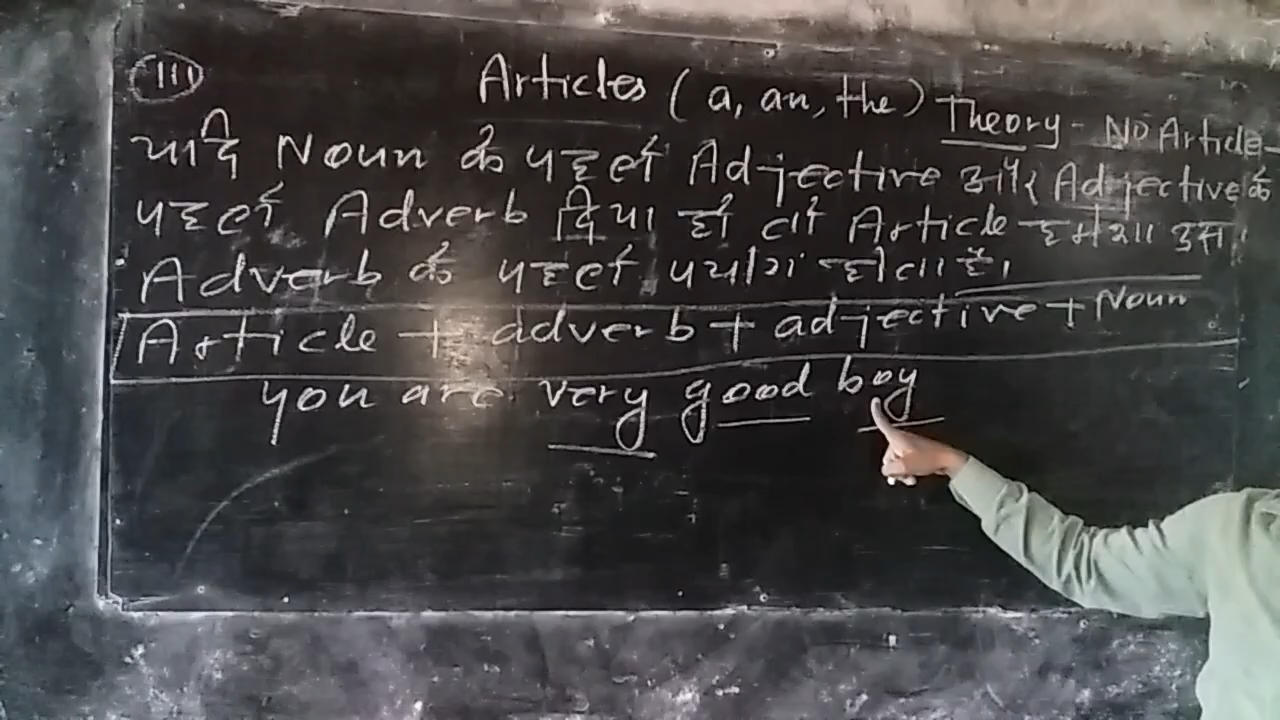 (III) Articles (a, an, the) Theory - No Article -
यदि Noun के पहले Adjective और Adjective के
पहले Adverb दिया हो तो Article हमेशा उस
Adverb के पहले प्रयोग होता है।
Article + adverb + adjective + Noun
you are very good boy